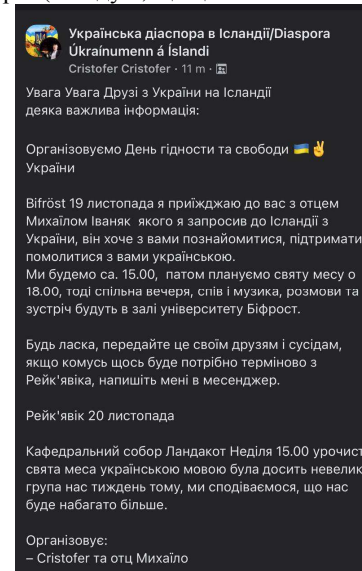 Українська діаспора в Ісландії/Diaspora
Úkraínumenn á Íslandi
Cristofer Cristofer · 11 m ·
Увага Увага Друзі з України на Ісландії
деяка важлива інформація:
Організовуємо День гідности та свободи 🇺🇦✌️
України
Bifröst 19 листопада я приїжджаю до вас з отцем
Михаїлом Іваняк якого я запросив до Ісландії з
України, він хоче з вами познайомитися, підтримати
помолитися з вами українською.
Ми будемо ca. 15.00, патом плануємо святу месу о
18.00, тоді спільна вечеря, спів і музика, розмови та
зустріч будуть в залі університету Біфрост.
Будь ласка, передайте це своїм друзям і сусідам,
якщо комусь щось буде потрібно терміново з
Рейк'явіка, напишіть мені в месенджер.
Рейк'явік 20 листопада
Кафедральний собор Ландакот Неділя 15.00 урочист
свята меса українською мовою була досить невелик
група нас тиждень тому, ми сподіваємося, що нас
буде набагато більше.
Організовує:
– Cristofer та отц Михаїло